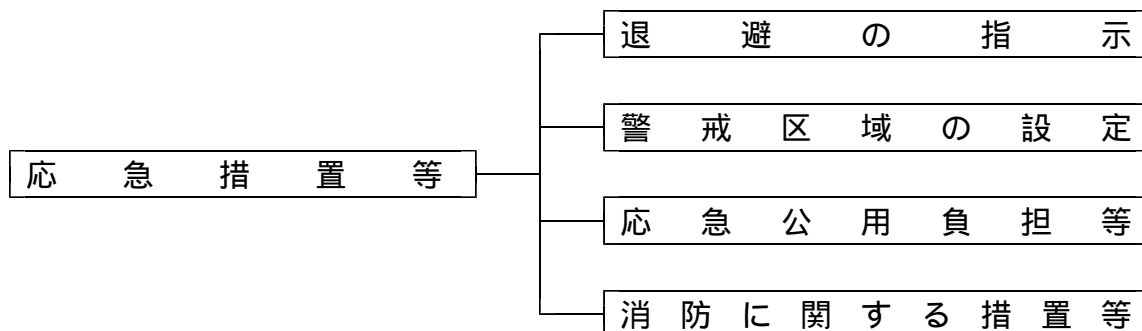 応急措置等
退避の指示
警戒区域の設定
応急公用負担等
消防に関する措置等